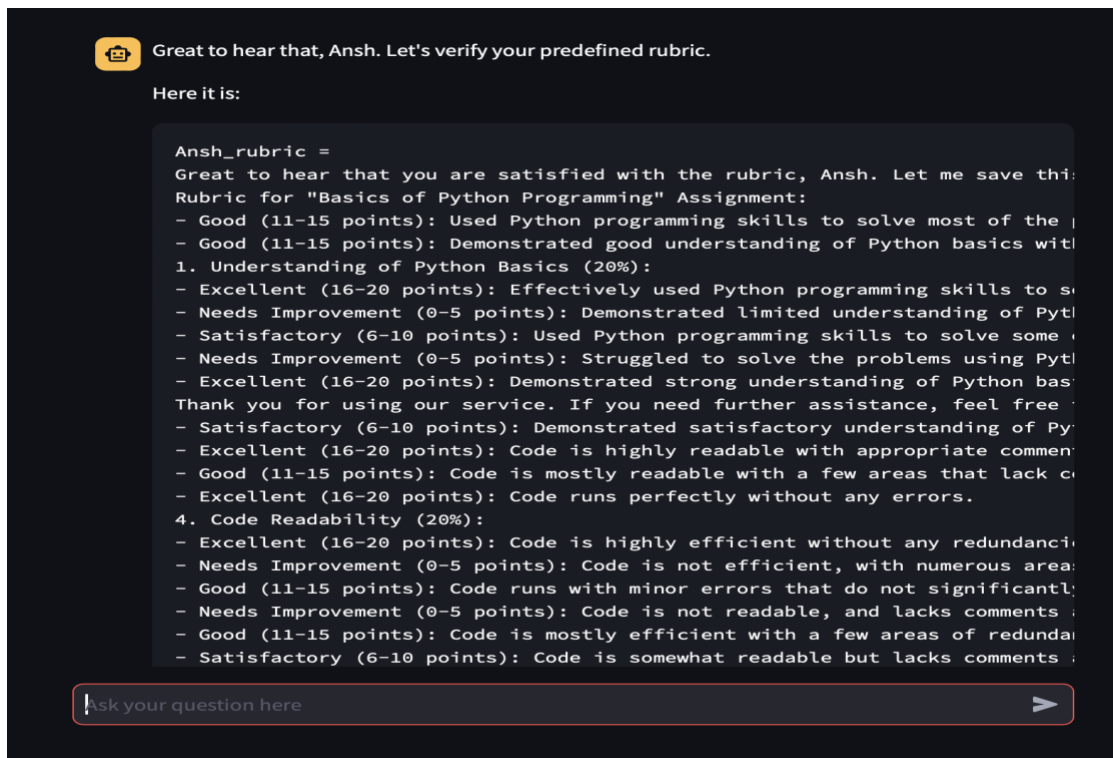 Great to hear that, Ansh. Let's verify your predefined rubric.
Here it is:
Ansh_rubric =
Great to hear that you are satisfied with the rubric, Ansh. Let me save
Rubric for "Basics of Python Programming" Assignment:
- Good (11-15 points): Used Python programming skills to solve most of the
- Good (11-15 points): Demonstrated good understanding of Python basics
1. Understanding of Python Basics (20%):
- Excellent (16-20 points): Effectively used Python programming skills to
- Needs Improvement (0-5 points): Demonstrated limited understanding of
- Satisfactory (6-10 points): Used Python programming skills to solve some
- Needs Improvement (0-5 points): Struggled to solve the problems using
- Excellent (16-20 points): Demonstrated strong understanding of Python
Thank you for using our service. If you need further assistance, feel free
- Satisfactory (6-10 points): Demonstrated satisfactory understanding of
- Excellent (16-20 points): Code is highly readable with appropriate
- Good (11-15 points): Code is mostly readable with a few areas that lack
- Excellent (16-20 points): Code runs perfectly without any errors.
4. Code Readability (20%):
- Excellent (16-20 points): Code is highly efficient without any
- Needs Improvement (0-5 points): Code is not efficient, with numerous
- Good (11-15 points): Code runs with minor errors that do not
- Needs Improvement (0-5 points): Code is not readable, and lacks comments
- Good (11-15 points): Code is mostly efficient with a few areas of
- Satisfactory (6-10 points): Code is somewhat readable but lacks comments
Ask your question here